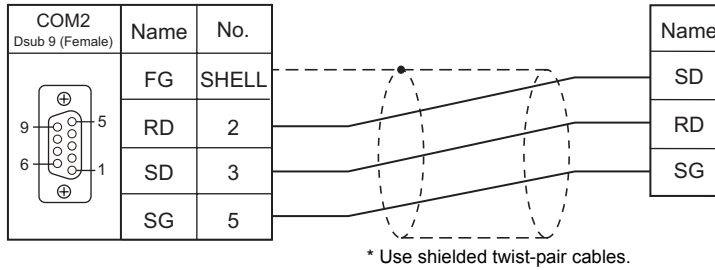 COM2
Dsub 9 (Female)
Name
No.
Name
FG
SHELL
SD
RD
2
RD
SD
3
SG
SG
5
9
5
6
1
* Use shielded twist-pair cables.